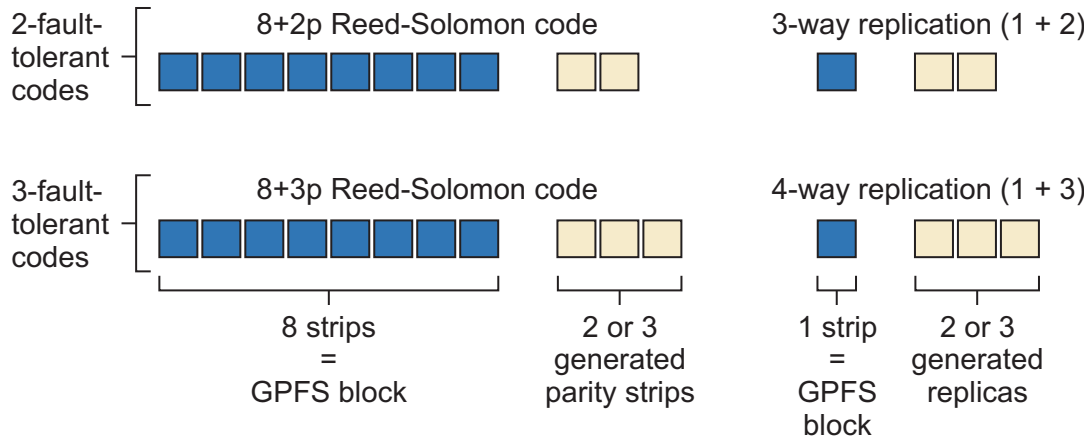 2-fault-
tolerant
codes
8+2p Reed-Solomon code
3-way replication (1 + 2)
3-fault-
tolerant
codes
8+3p Reed-Solomon code
4-way replication (1 + 3)
8 strips
=
GPFS block
2 or 3
generated
parity strips
1 strip
=
GPFS
block
2 or 3
generated
replicas